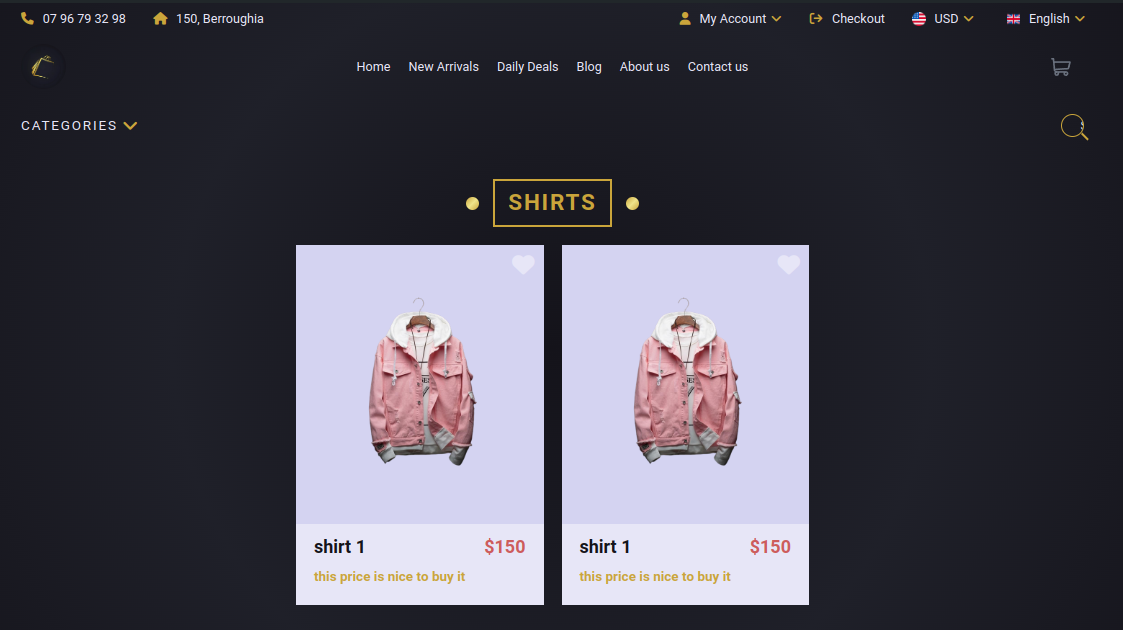 07 96 79 32 98 150, Berroughia My Account Checkout USD English
Home New Arrivals Daily Deals Blog About us Contact us
CATEGORIES
SHIRTS
shirt 1 $150
this price is nice to buy it
shirt 1 $150
this price is nice to buy it